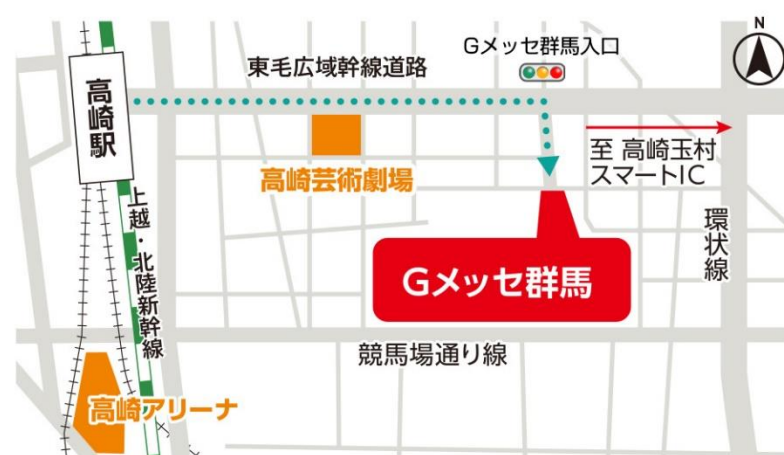 N
Gメッセ群馬入口
東毛広域幹線道路
高崎駅
至 高崎玉村
スマートIC
高崎芸術劇場
上越・北陸新幹線
環状線
Gメッセ群馬
競馬場通り線
高崎アリーナ